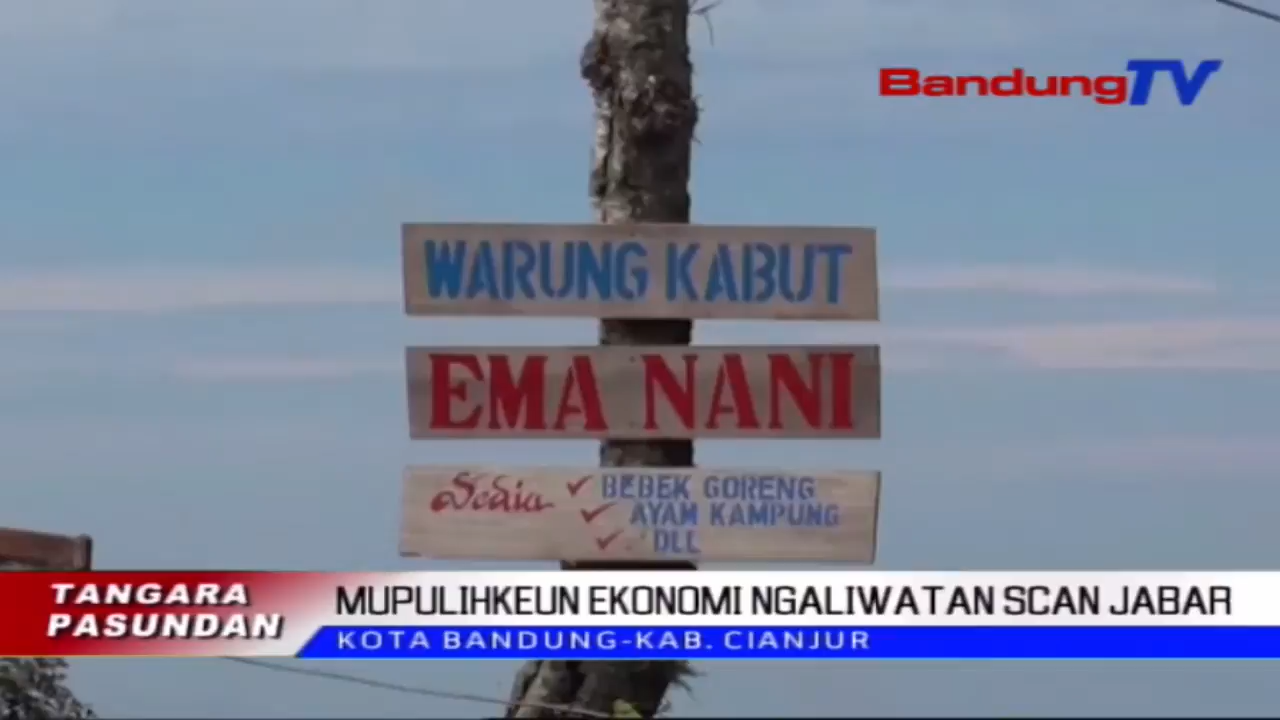 BandungTV
WARUNG KABUT
EMA NANI
Sedia ✓ BEBEK GORENG
✓ AYAM KAMPUNG
✓ DLL
TANGARA
PASUNDAN
MUPULIHKEUN EKONOMI NGALIWATAN SCAN JABAR
KOTA BANDUNG-KAB. CIANJUR